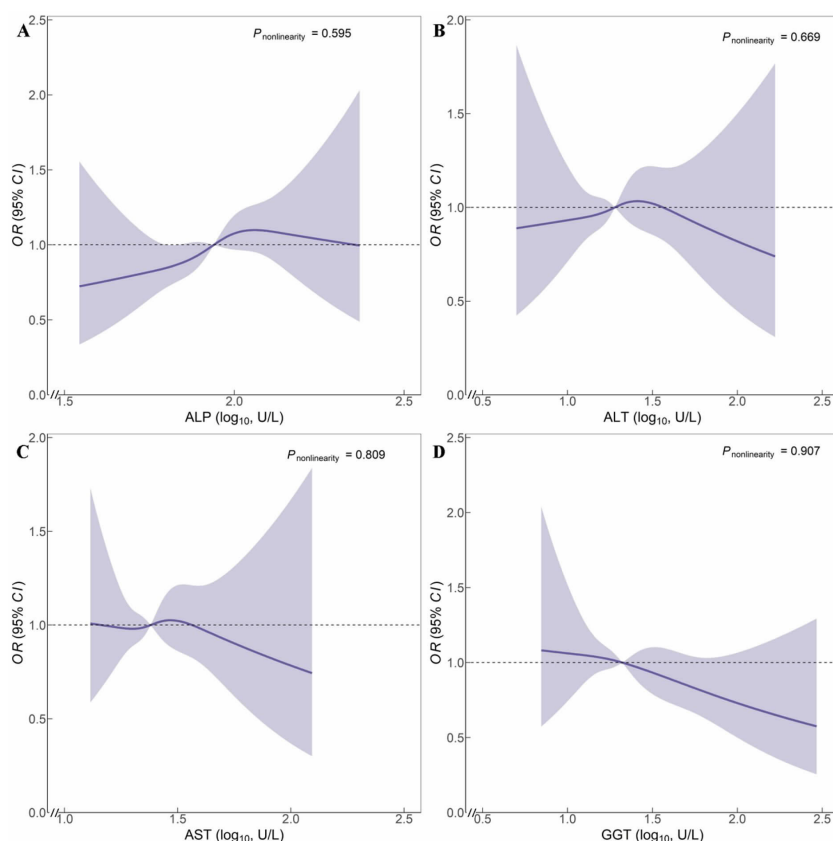 A
P nonlinearity = 0.595
2.5
2.0
1.5
1.0
0.5
0.0
OR (95% CI)
1.5
2.0
2.5
ALP (log10, U/L)
B
P nonlinearity = 0.669
2.0
1.5
1.0
0.5
0.0
OR (95% CI)
0.5
1.0
1.5
2.0
2.5
ALT (log10, U/L)
C
P nonlinearity = 0.809
2.0
1.5
1.0
0.5
0.0
OR (95% CI)
1.0
1.5
2.0
2.5
AST (log10, U/L)
D
P nonlinearity = 0.907
2.5
2.0
1.5
1.0
0.5
0.0
OR (95% CI)
0.5
1.0
1.5
2.0
2.5
GGT (log10, U/L)